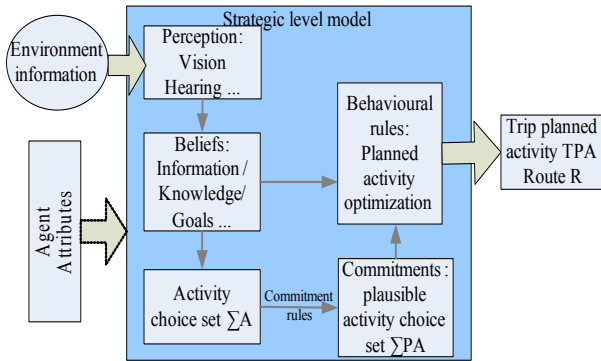 Strategic level model
Environment
information
Perception:
Vision
Hearing ...
Beliefs:
Information /
Knowledge/
Goals ...
Behavioural
rules:
Planned
activity
optimization
Trip planned
activity TPA
Route R
Agent
Attributes
Activity
choice set ∑A
Commitment
rules
Commitments :
plausible
activity choice
set ∑PA